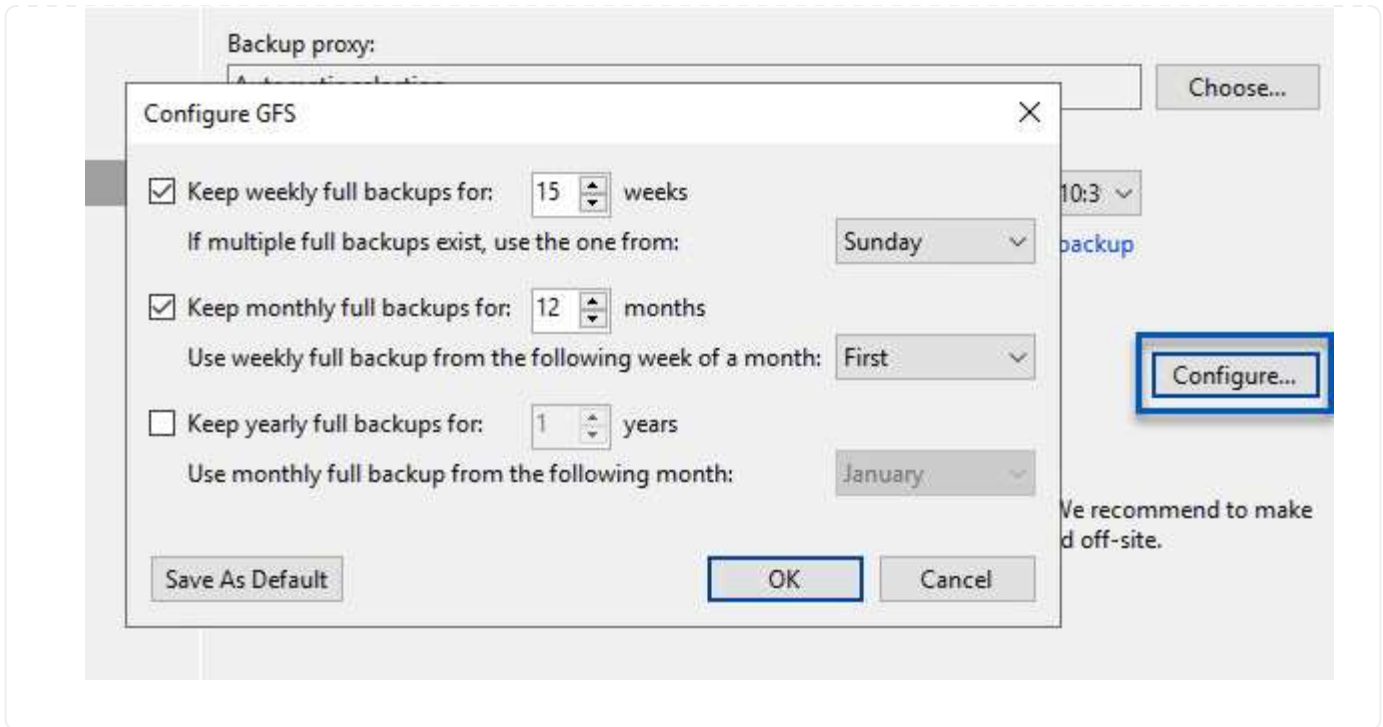 Backup proxy:
Choose...
Configure GFS
Keep weekly full backups for: 15 weeks
10:3
If multiple full backups exist, use the one from: Sunday
backup
Keep monthly full backups for: 12 months
Use weekly full backup from the following week of a month: First
Configure...
Keep yearly full backups for: 1 years
Use monthly full backup from the following month: January
We recommend to make
d off-site.
Save As Default OK Cancel